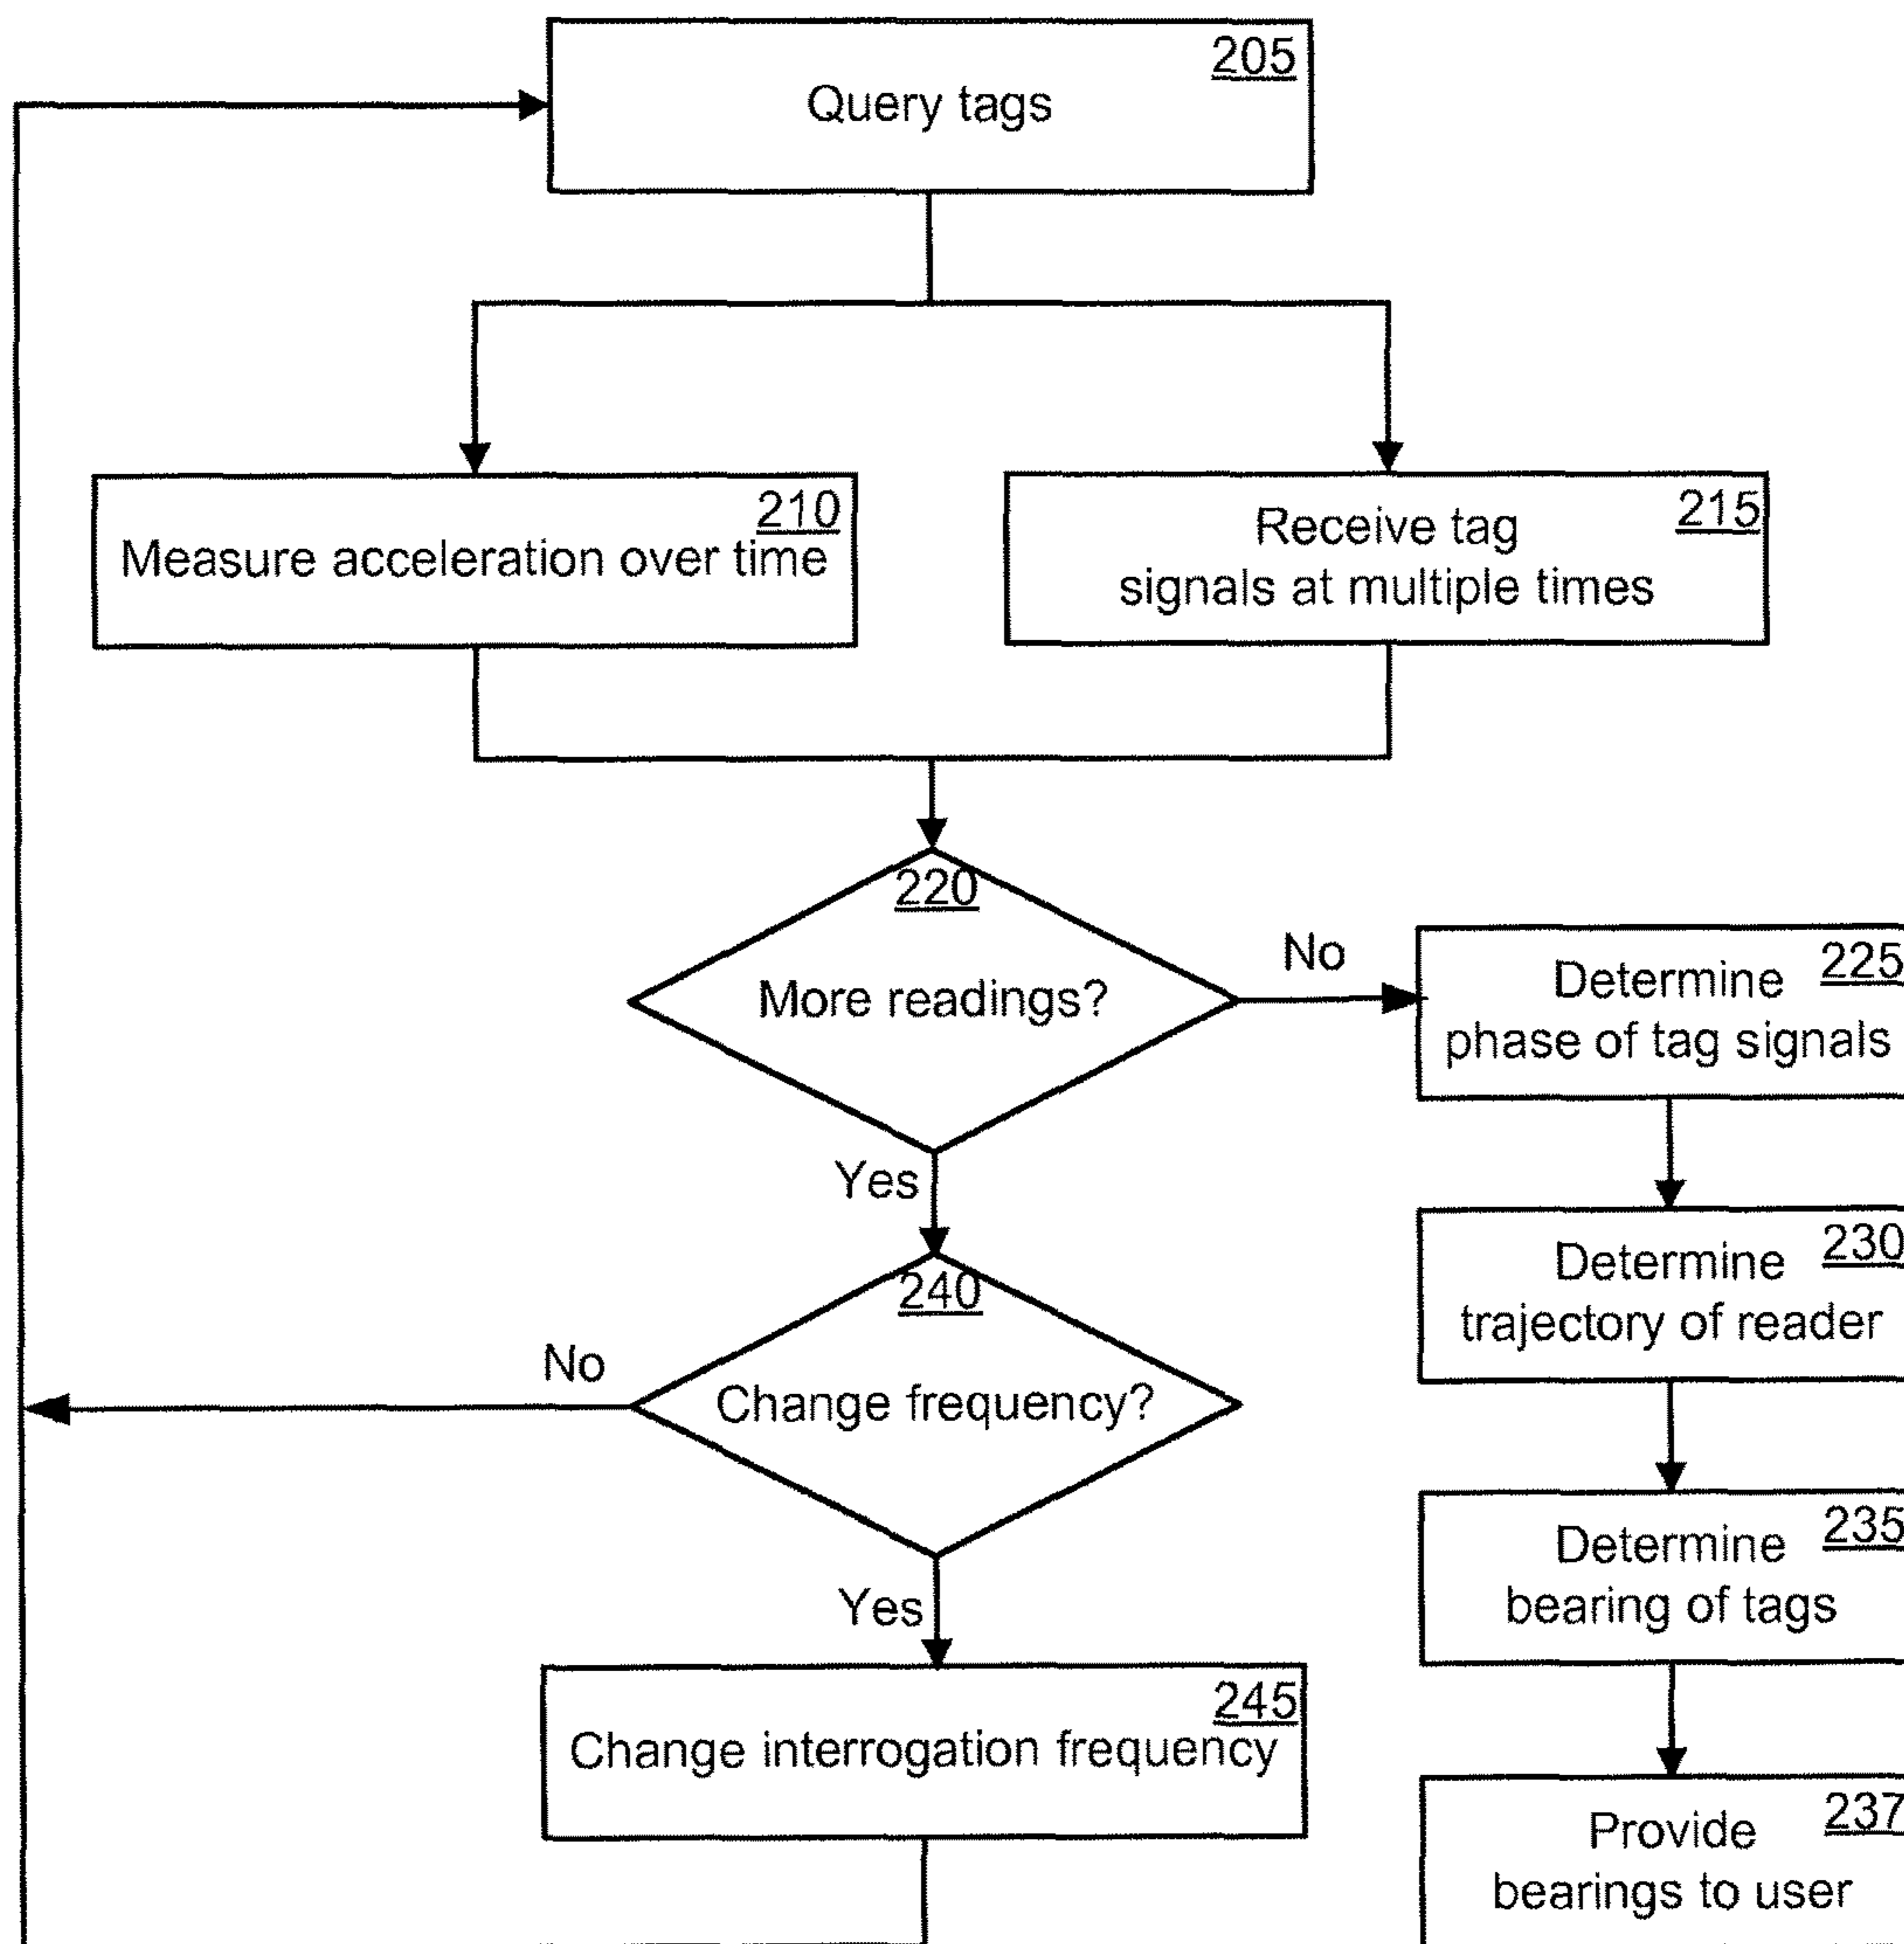 205
Query tags
210
Measure acceleration over time
215
Receive tag
signals at multiple times
220
More readings?
No
225
Determine
phase of tag signals
Yes
230
Determine
trajectory of reader
240
Change frequency?
No
235
Determine
bearing of tags
Yes
245
Change interrogation frequency
237
Provide
bearings to user